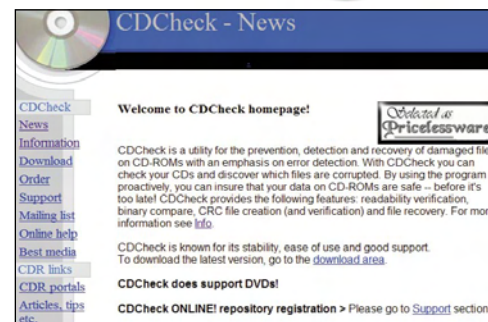 CDCheck - News
CDCheck
News
Information
Download
Order
Support
Mailing list
Online help
Best media
CDR links
CDR portals
Articles, tips
etc.
Welcome to CDCheck homepage!
Selected as
Pricelessware
CDCheck is a utility for the prevention, detection and recovery of damaged file
on CD-ROMs with an emphasis on error detection. With CDCheck you can
check your CDs and discover which files are corrupted. By using the program
proactively, you can insure that your data on CD-ROMs are safe -- before it's
too late! CDCheck provides the following features: readability verification,
binary compare, CRC file creation (and verification) and file recovery. For mor
information see Info.
CDCheck is known for its stability, ease of use and good support.
To download the latest version, go to the download area.
CDCheck does support DVDs!
CDCheck ONLINE! repository registration > Please go to Support section